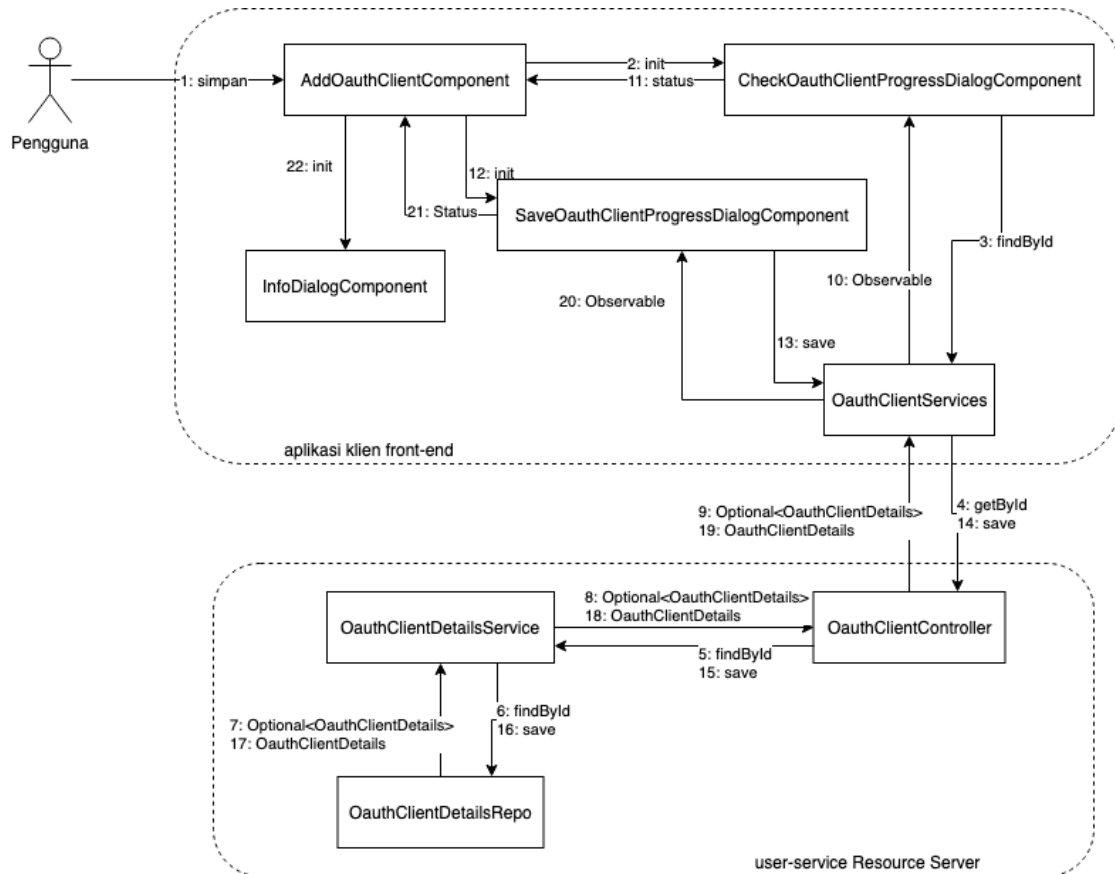 Pengguna
1: simpan
AddOauthClientComponent
2: init
11: status
CheckOauthClientProgressDialogComponent
22: init
12: init
21: Status
SaveOauthClientProgressDialogComponent
3: findById
InfoDialogComponent
20: Observable
10: Observable
13: save
OauthClientServices
aplikasi klien front-end
9: Optional<OauthClientDetails>
19: OauthClientDetails
4: getById
14: save
OauthClientDetailsService
8: Optional<OauthClientDetails>
18: OauthClientDetails
OauthClientController
5: findById
15: save
7: Optional<OauthClientDetails>
17: OauthClientDetails
6: findById
16: save
OauthClientDetailsRepo
user-service Resource Server